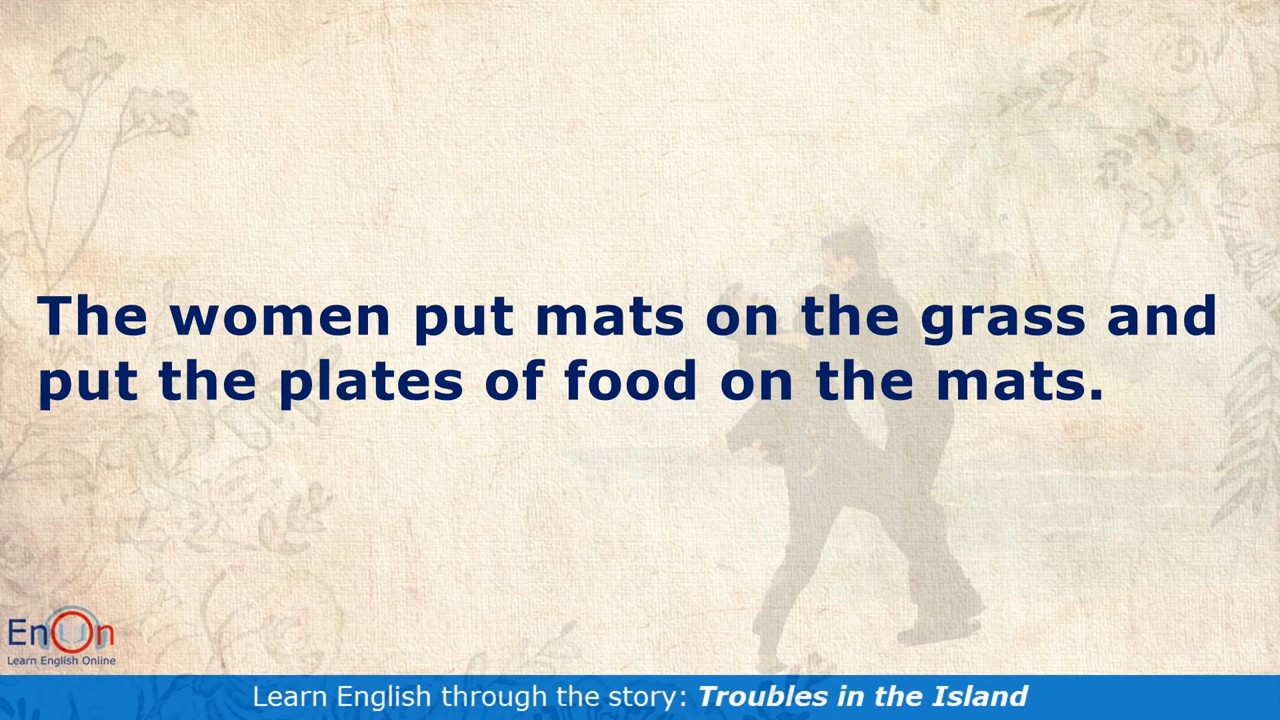 The women put mats on the grass and
put the plates of food on the mats.
EnOn
Learn English Online
Learn English through the story: Troubles in the Island